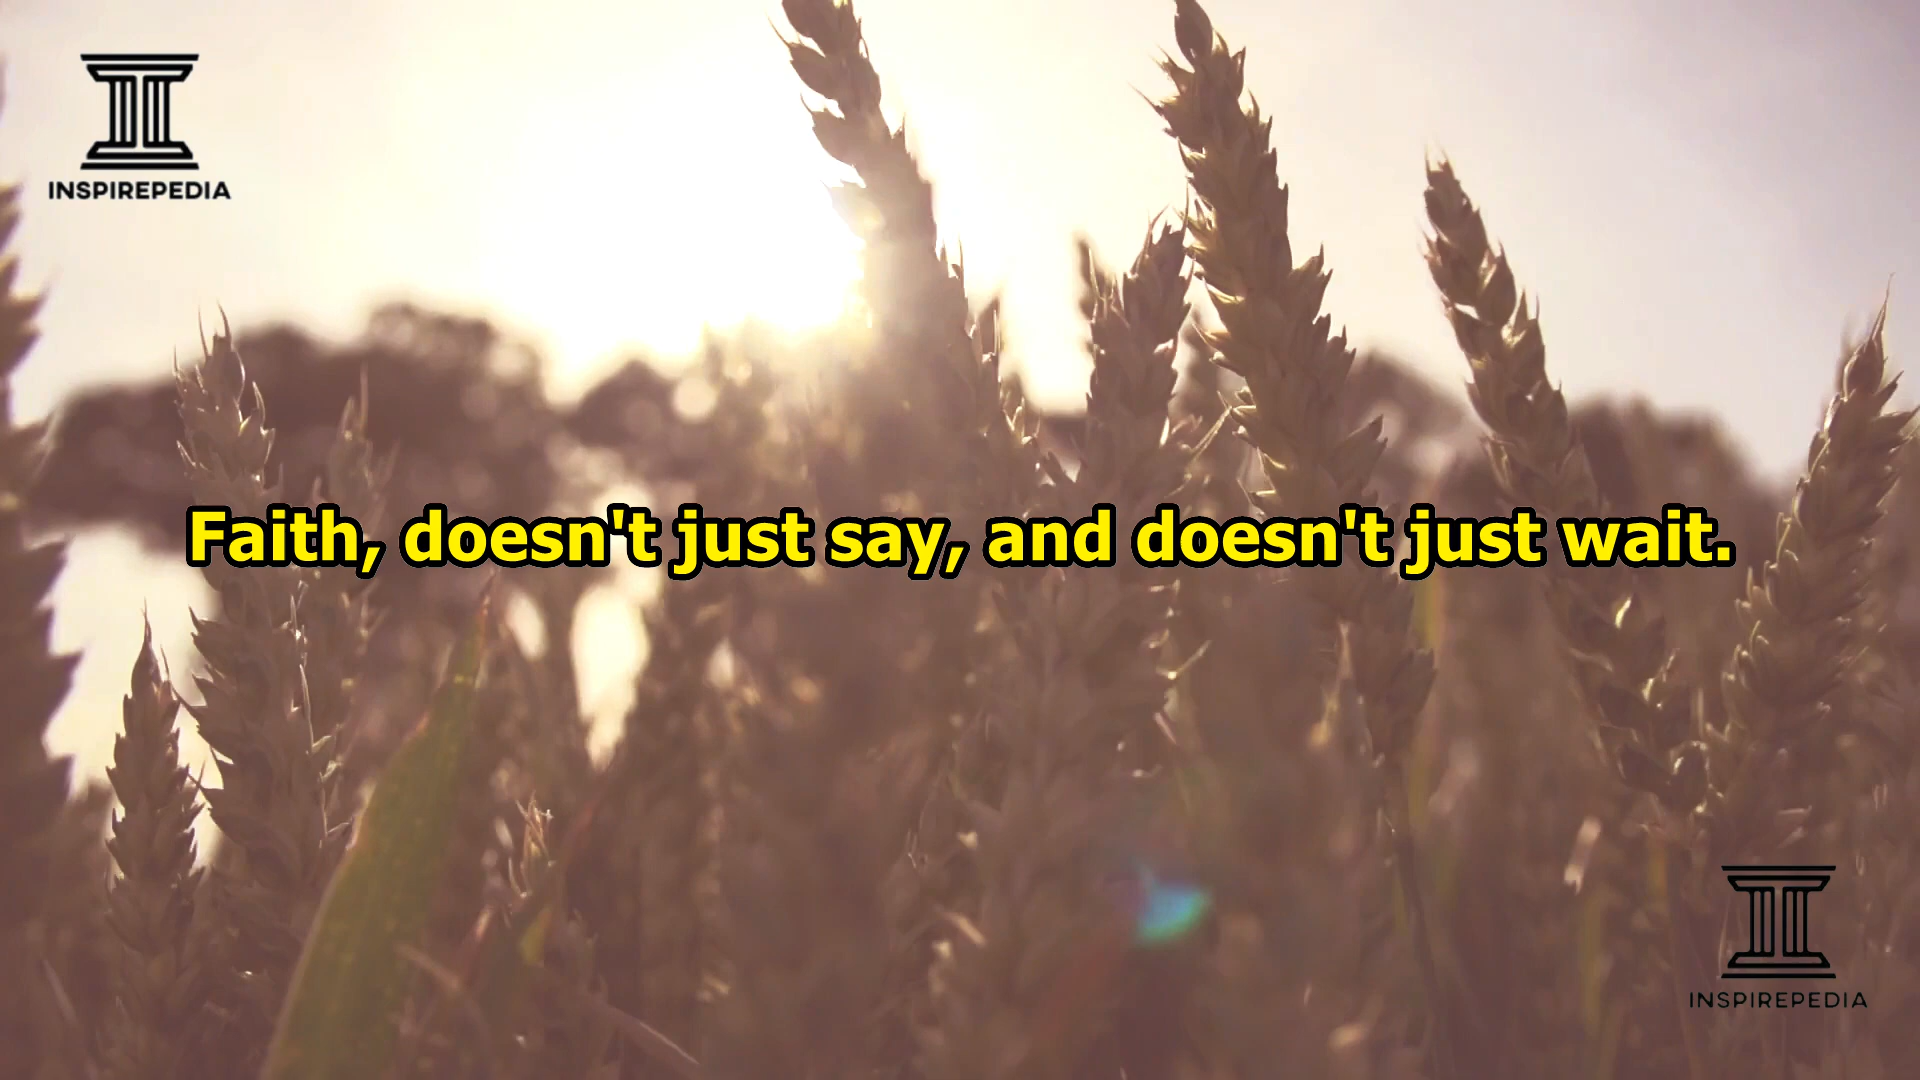 INSPIREPEDIA
Faith, doesn't just say, and doesn't just wait.
INSPIREPEDIA